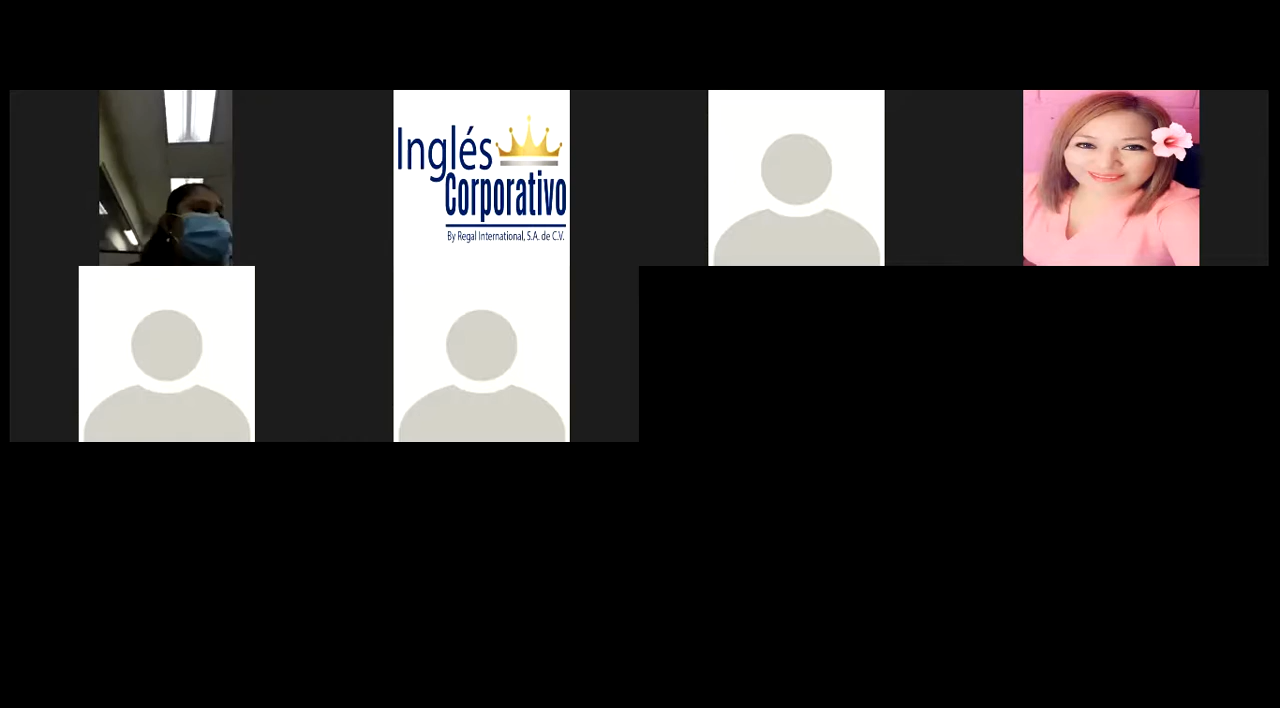 Inglés
Corporativo
By Regal International, S.A. de C.V.